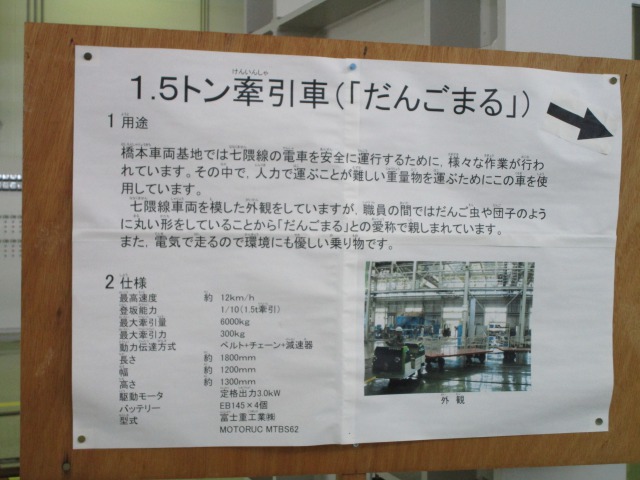 1.5トン牽引車(「だんごまる」)
1 用途
橋本車両基地では七隈線の電車を安全に運行するために，様々な作業が行わ
れています。その中で，人力で運ぶことが難しい重量物を運ぶためにこの車を使
用しています。
七隈線車両を模した外観をしていますが，職員の間ではだんご虫や団子のよう
に丸い形をしていることから「だんごまる」との愛称で親しまれています。
また，電気で走るので環境にも優しい乗り物です。
2 仕様
最高速度 約 12km/h
登坂能力 1/10(1.5t牽引)
最大牽引量 6000kg
最大牽引力 300kg
動力伝達方式 ベルト+チェーン+減速器
長さ 約 1800mm
幅 約 1200mm
高さ 約 1300mm
駆動モータ 定格出力3.0kW
バッテリー EB145×4個
型式 富士重工業㈱
MOTORUC MTBS62
外 観